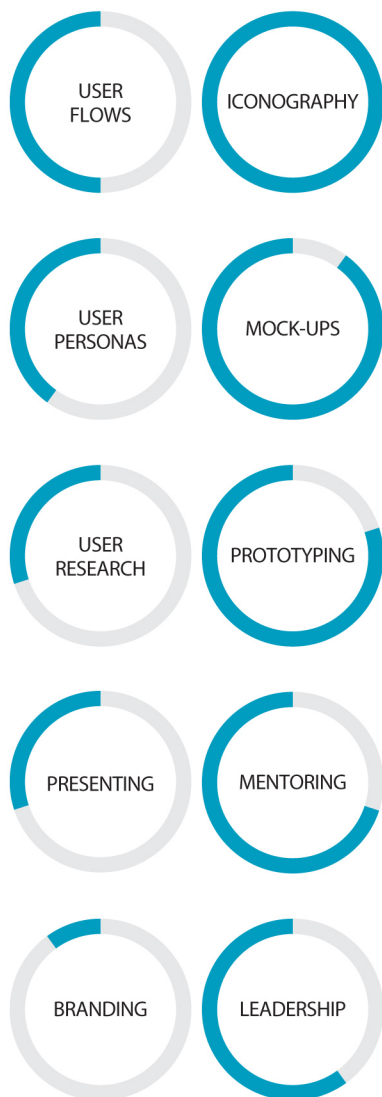 USER
FLOWS
ICONOGRAPHY
USER
PERSONAS
MOCK-UPS
USER
RESEARCH
PROTOTYPING
PRESENTING
MENTORING
BRANDING
LEADERSHIP